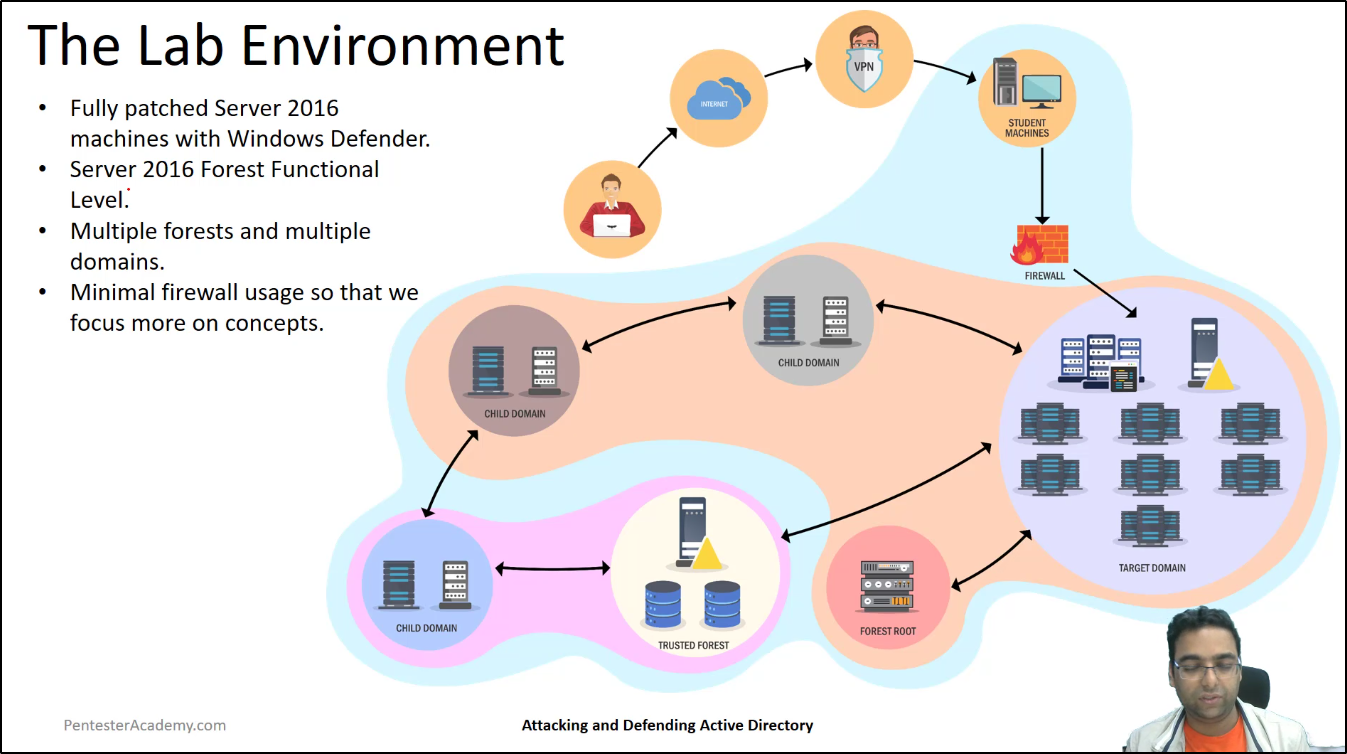 The Lab Environment
• Fully patched Server 2016
machines with Windows Defender.
• Server 2016 Forest Functional
Level.
• Multiple forests and multiple
domains.
• Minimal firewall usage so that we
focus more on concepts.
INTERNET
VPN
STUDENT
MACHINES
FIREWALL
CHILD DOMAIN
CHILD DOMAIN
TARGET DOMAIN
CHILD DOMAIN
TRUSTED FOREST
FOREST ROOT
PentesterAcademy.com
Attacking and Defending Active Directory